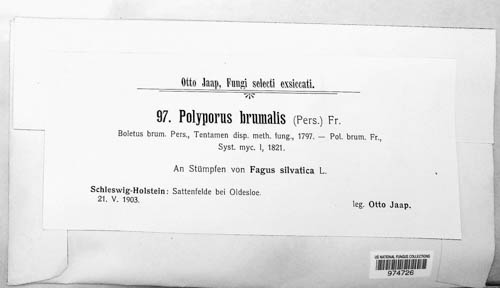 Otto Jaap, Fungi selecti exsiccati.
97. Polyporus brumalis (Pers.) Fr.
Boletus brum. Pers., Tentamen disp. meth. fung., 1797. — Pol. brum. Fr.,
Syst. myc. I, 1821.
An Stümpfen von Fagus silvatica L.
Schleswig-Holstein: Sattenfelde bei Oldesloe.
21. V. 1903.
leg. Otto Jaap.
US NATIONAL FUNGUS COLLECTIONS
974726